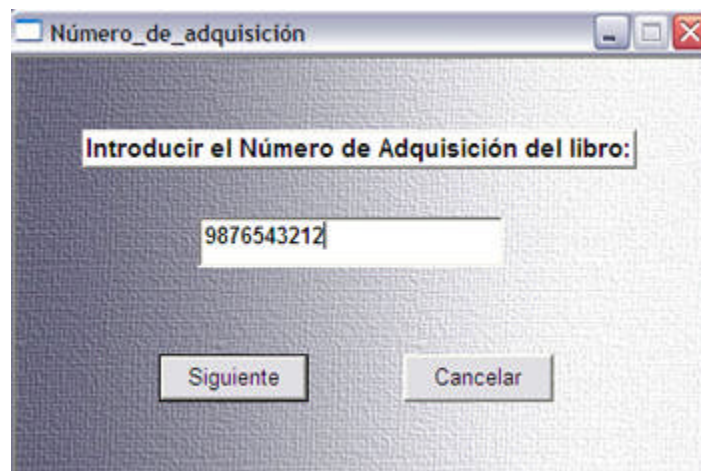 Número_de_adquisición
Introducir el Número de Adquisición del libro:
9876543212
Siguiente
Cancelar